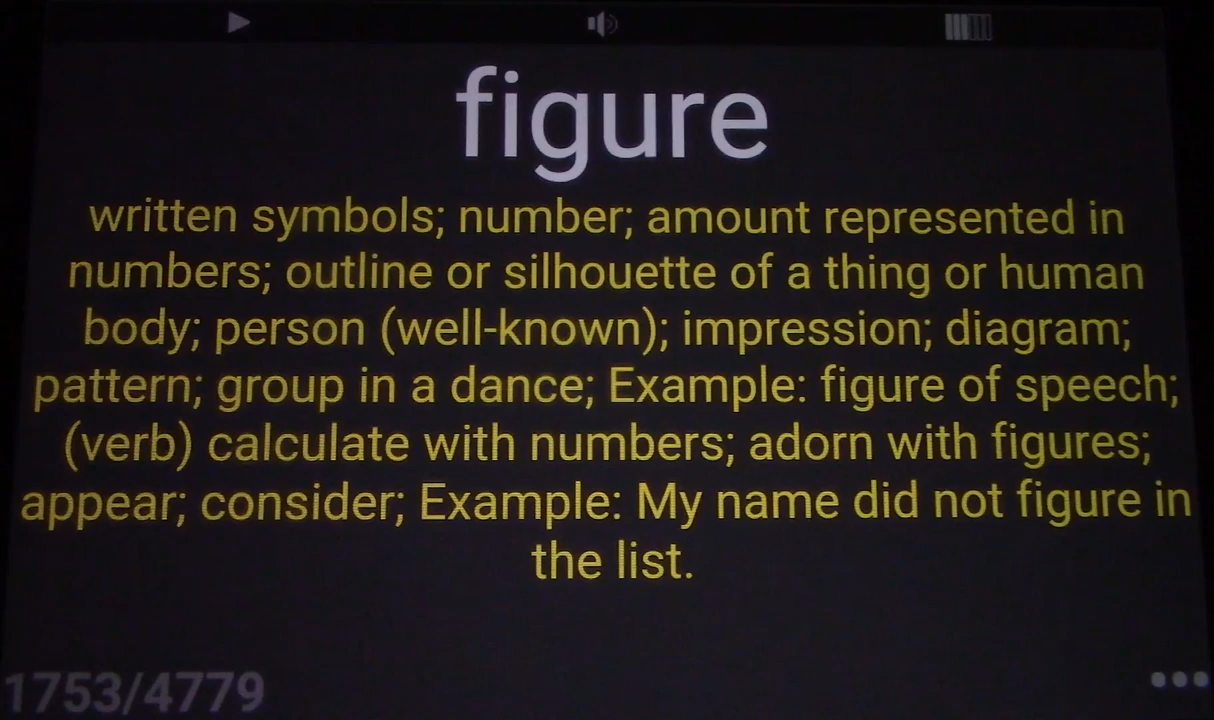 figure
written symbols; number; amount represented in
numbers; outline or silhouette of a thing or human
body; person (well-known); impression; diagram;
pattern; group in a dance; Example: figure of speech;
(verb) calculate with numbers; adorn with figures;
appear; consider; Example: My name did not figure in
the list.
1753/4779